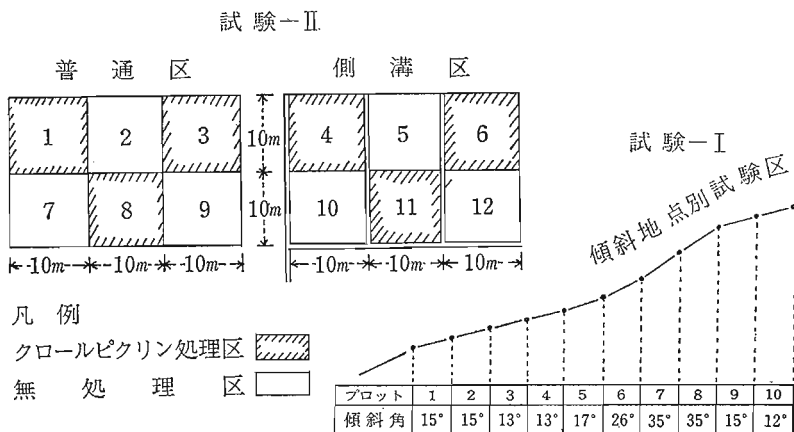 試験—II
普通区
側溝区
1 2 3
7 8 9
10m
10m
4 5 6
10 11 12
10m 10m 10m
10m 10m 10m
凡例
クロールピクリン処理区
無処理区
試験—I
傾斜地点別試験区
プロット 1 2 3 4 5 6 7 8 9 10
傾斜角 15° 15° 13° 13° 17° 26° 35° 35° 15° 12°